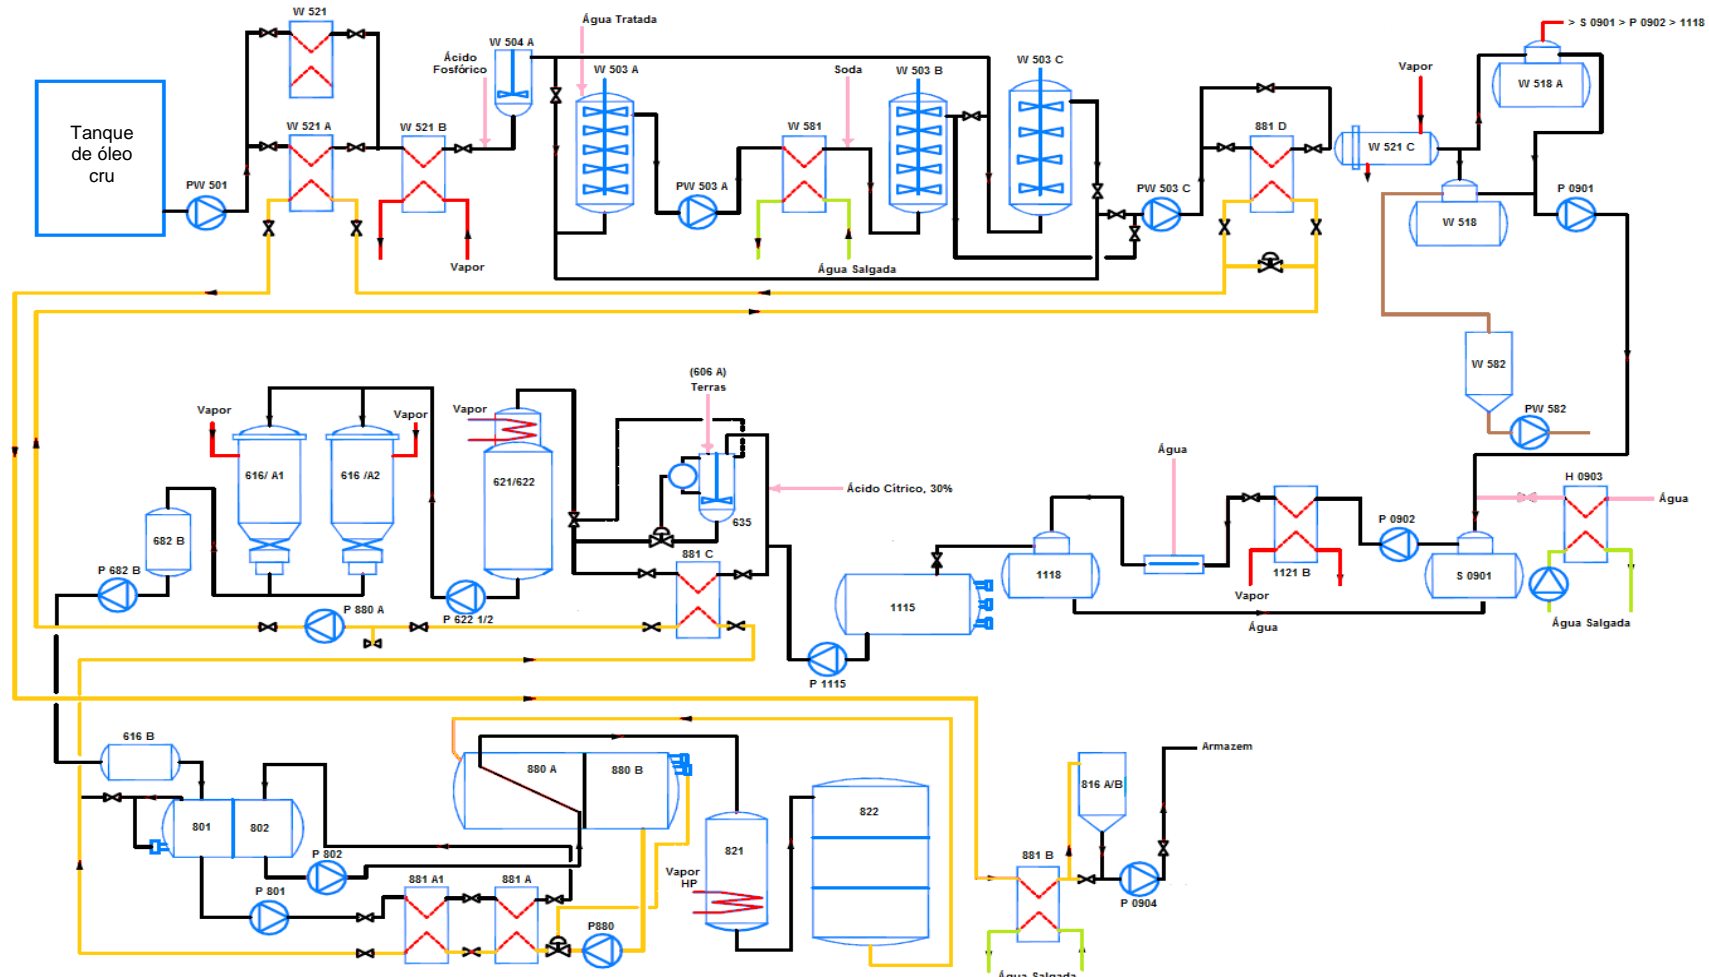 W 521
Água Tratada
> S 0901 > P 0902 > 1118
W 504 A
Ácido
Fosfórico
W 503 A
Soda
W 503 B
W 503 C
Vapor
W 518 A
Tanque
de óleo
cru
W 521 A
W 521 B
W 581
881 D
W 521 C
PW 501
PW 503 A
PW 503 C
P 0901
W 518
Vapor
Água Salgada
W 582
PW 582
(606 A)
Terras
Vapor
Vapor
Vapor
616/ A1
616 /A2
621/622
Água
H 0903
Água
Ácido Cítrico, 30%
635
682 B
P 0902
881 C
P 682 B
1118
1121 B
S 0901
Vapor
P 880 A
P 622 1/2
1115
Água
Água Salgada
P 1115
616 B
880 A
880 B
Armazem
816 A/B
801
802
822
821
P 802
881 B
Vapor
HP
881 A1
881 A
P 801
P 0904
P880
Água Salgada